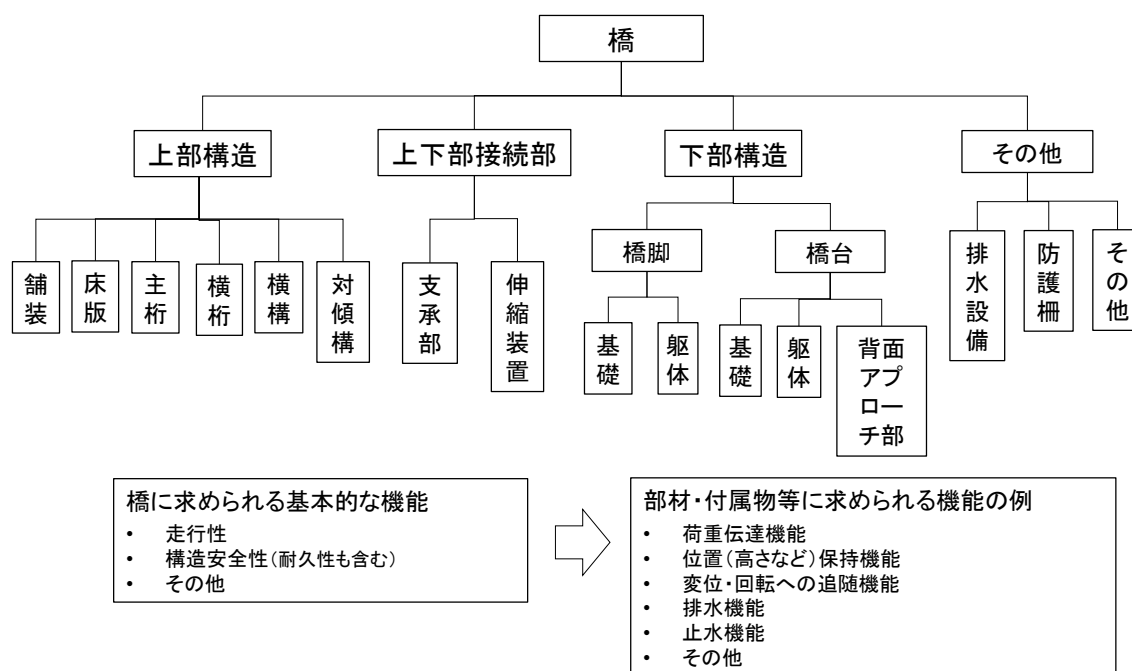 橋
上部構造
上下部接続部
下部構造
その他
橋脚
橋台
舗装
床版
主桁
横桁
横構
対傾構
支承部
伸縮装置
基礎
躯体
基礎
躯体
背面アプローチ部
排水設備
防護柵
その他
橋に求められる基本的な機能
• 走行性
• 構造安全性(耐久性も含む)
• その他
部材・付属物等に求められる機能の例
• 荷重伝達機能
• 位置(高さなど)保持機能
• 変位・回転への追随機能
• 排水機能
• 止水機能
• その他